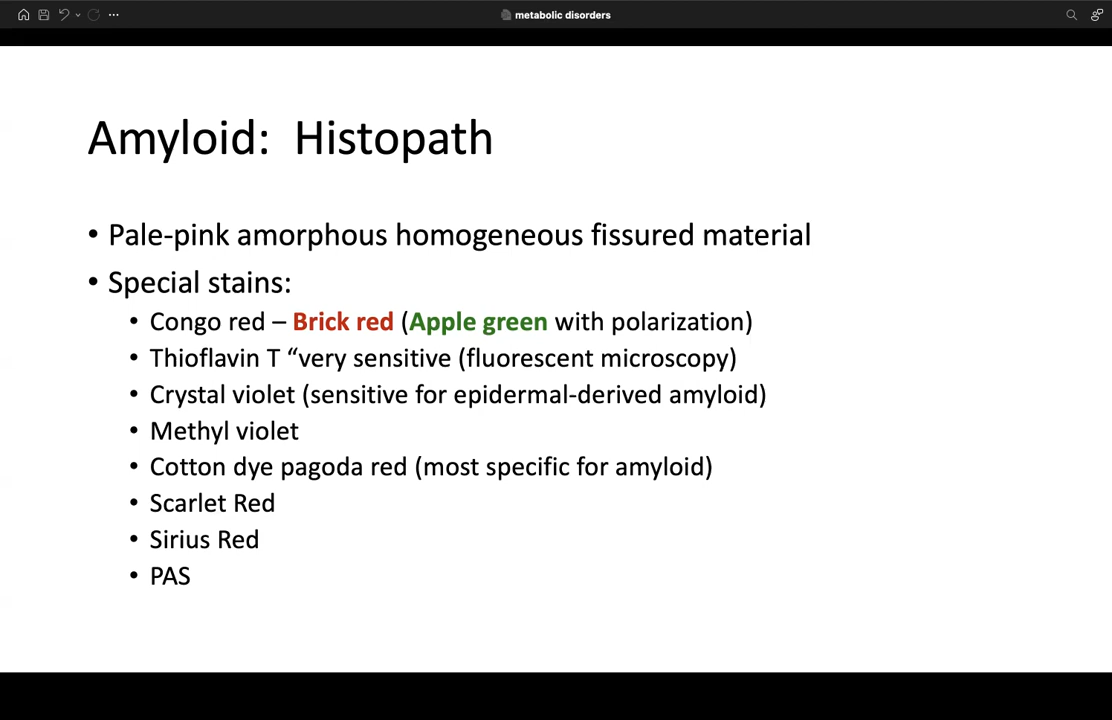 metabolic disorders
Amyloid: Histopath
• Pale-pink amorphous homogeneous fissured material
• Special stains:
• Congo red – Brick red (Apple green with polarization)
• Thioflavin T “very sensitive (fluorescent microscopy)
• Crystal violet (sensitive for epidermal-derived amyloid)
• Methyl violet
• Cotton dye pagoda red (most specific for amyloid)
• Scarlet Red
• Sirius Red
• PAS